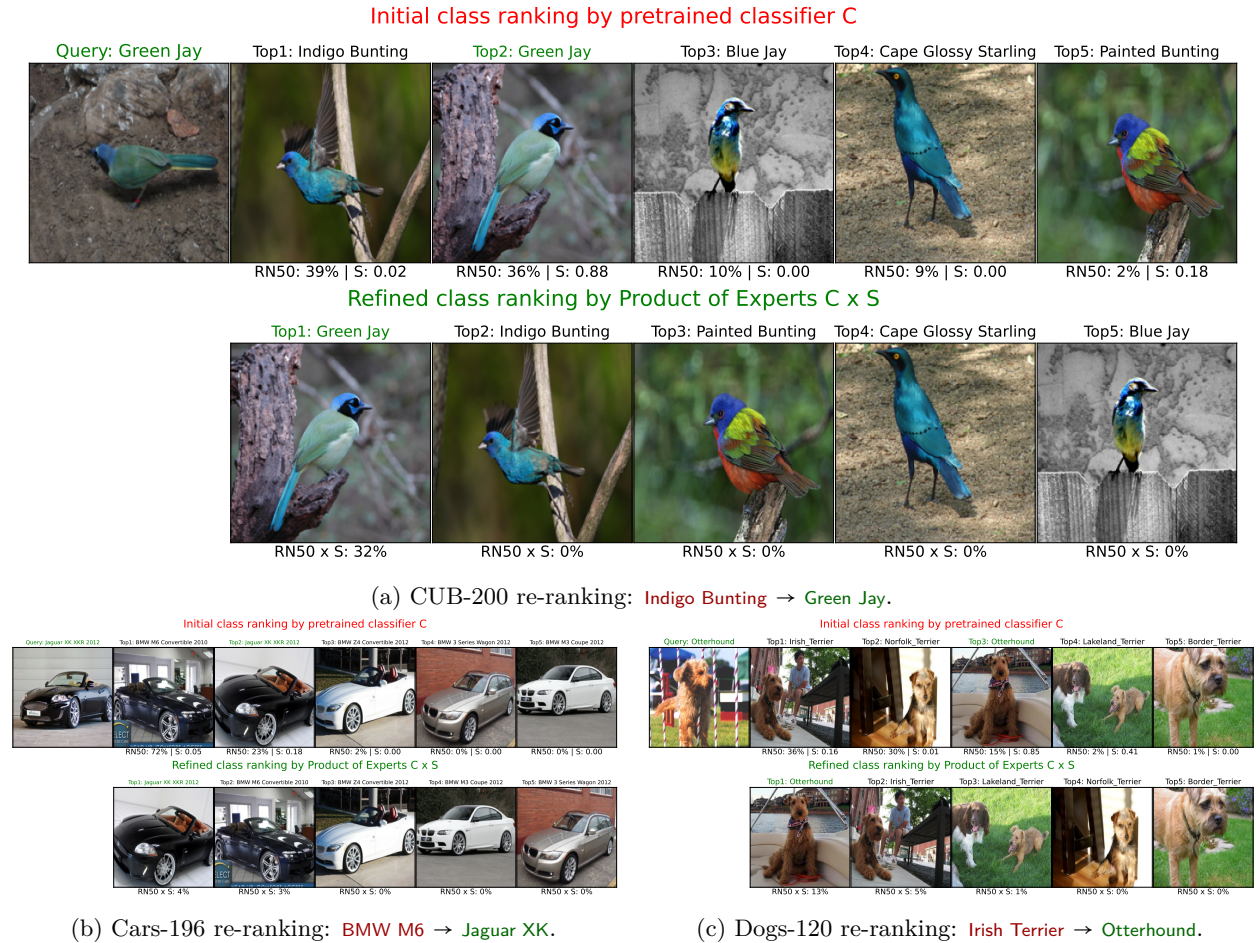 Initial class ranking by pretrained classifier C
Query: Green Jay
Top1: Indigo Bunting
Top2: Green Jay
Top3: Blue Jay
Top4: Cape Glossy Starling
Top5: Painted Bunting
RN50: 39% | S: 0.02
RN50: 36% | S: 0.88
RN50: 10% | S: 0.00
RN50: 9% | S: 0.00
RN50: 2% | S: 0.18
Refined class ranking by Product of Experts C x S
Top1: Green Jay
Top2: Indigo Bunting
Top3: Painted Bunting
Top4: Cape Glossy Starling
Top5: Blue Jay
RN50 x S: 32%
RN50 x S: 0%
RN50 x S: 0%
RN50 x S: 0%
RN50 x S: 0%
(a) CUB-200 re-ranking: Indigo Bunting → Green Jay.
Initial class ranking by pretrained classifier C
Query: Jaguar XK XKR 2012
Top1: BMW M6 Convertible 2010
Top2: Jaguar XK XKR 2012
Top3: BMW Z4 Convertible 2012
Top4: BMW 3 Series Wagon 2012
Top5: BMW M3 Coupe 2012
RN50: 72% | S: 0.05
RN50: 23% | S: 0.18
RN50: 2% | S: 0.00
RN50: 0% | S: 0.00
RN50: 0% | S: 0.00
Refined class ranking by Product of Experts C x S
Top1: Jaguar XK XKR 2012
Top2: BMW M6 Convertible 2010
Top3: BMW Z4 Convertible 2012
Top4: BMW M3 Coupe 2012
Top5: BMW 3 Series Wagon 2012
RN50 x S: 4%
RN50 x S: 3%
RN50 x S: 0%
RN50 x S: 0%
RN50 x S: 0%
(b) Cars-196 re-ranking: BMW M6 → Jaguar XK.
Initial class ranking by pretrained classifier C
Query: Otterhound
Top1: Irish_Terrier
Top2: Norfolk_Terrier
Top3: Otterhound
Top4: Lakeland_Terrier
Top5: Border_Terrier
RN50: 36% | S: 0.16
RN50: 30% | S: 0.01
RN50: 15% | S: 0.85
RN50: 2% | S: 0.41
RN50: 1% | S: 0.00
Refined class ranking by Product of Experts C x S
Top1: Otterhound
Top2: Irish_Terrier
Top3: Lakeland_Terrier
Top4: Norfolk_Terrier
Top5: Border_Terrier
RN50 x S: 13%
RN50 x S: 5%
RN50 x S: 1%
RN50 x S: 0%
RN50 x S: 0%
(c) Dogs-120 re-ranking: Irish Terrier → Otterhound.